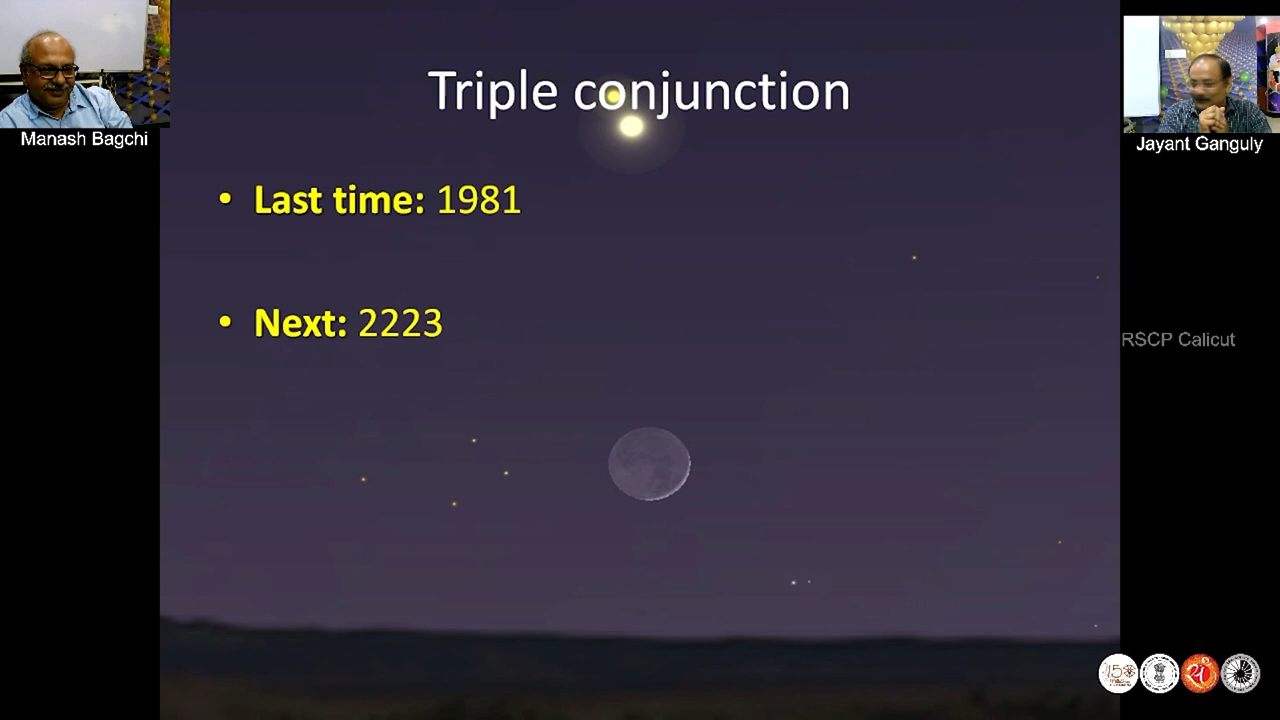 Triple conjunction
Manash Bagchi
Jayant Ganguly
• Last time: 1981
• Next: 2223
RSCP Calicut